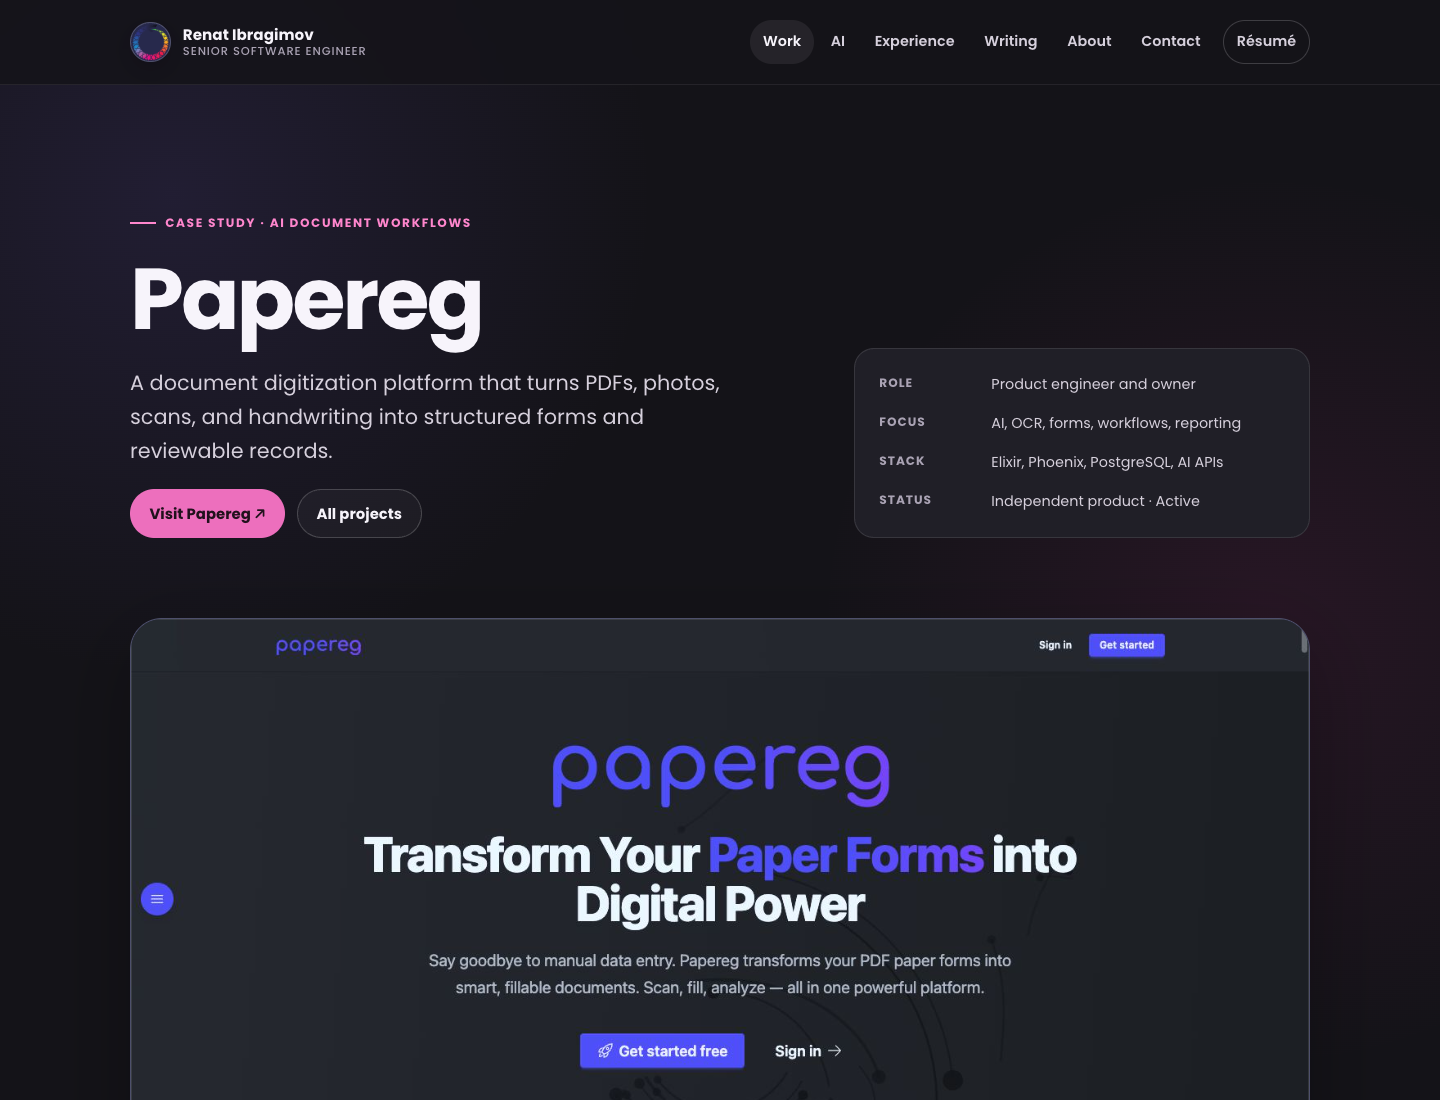 Renat Ibragimov
SENIOR SOFTWARE ENGINEER
Work
AI
Experience
Writing
About
Contact
Résumé
CASE STUDY · AI DOCUMENT WORKFLOWS
Papereg
A document digitization platform that turns PDFs, photos,
scans, and handwriting into structured forms and
reviewable records.
Visit Papereg ↗
All projects
ROLE Product engineer and owner
FOCUS AI, OCR, forms, workflows, reporting
STACK Elixir, Phoenix, PostgreSQL, AI APIs
STATUS Independent product · Active
papereg
Sign in
Get started
papereg
Transform Your Paper Forms into
Digital Power
Say goodbye to manual data entry. Papereg transforms your PDF paper forms into
smart, fillable documents. Scan, fill, analyze — all in one powerful platform.
Get started free
Sign in →